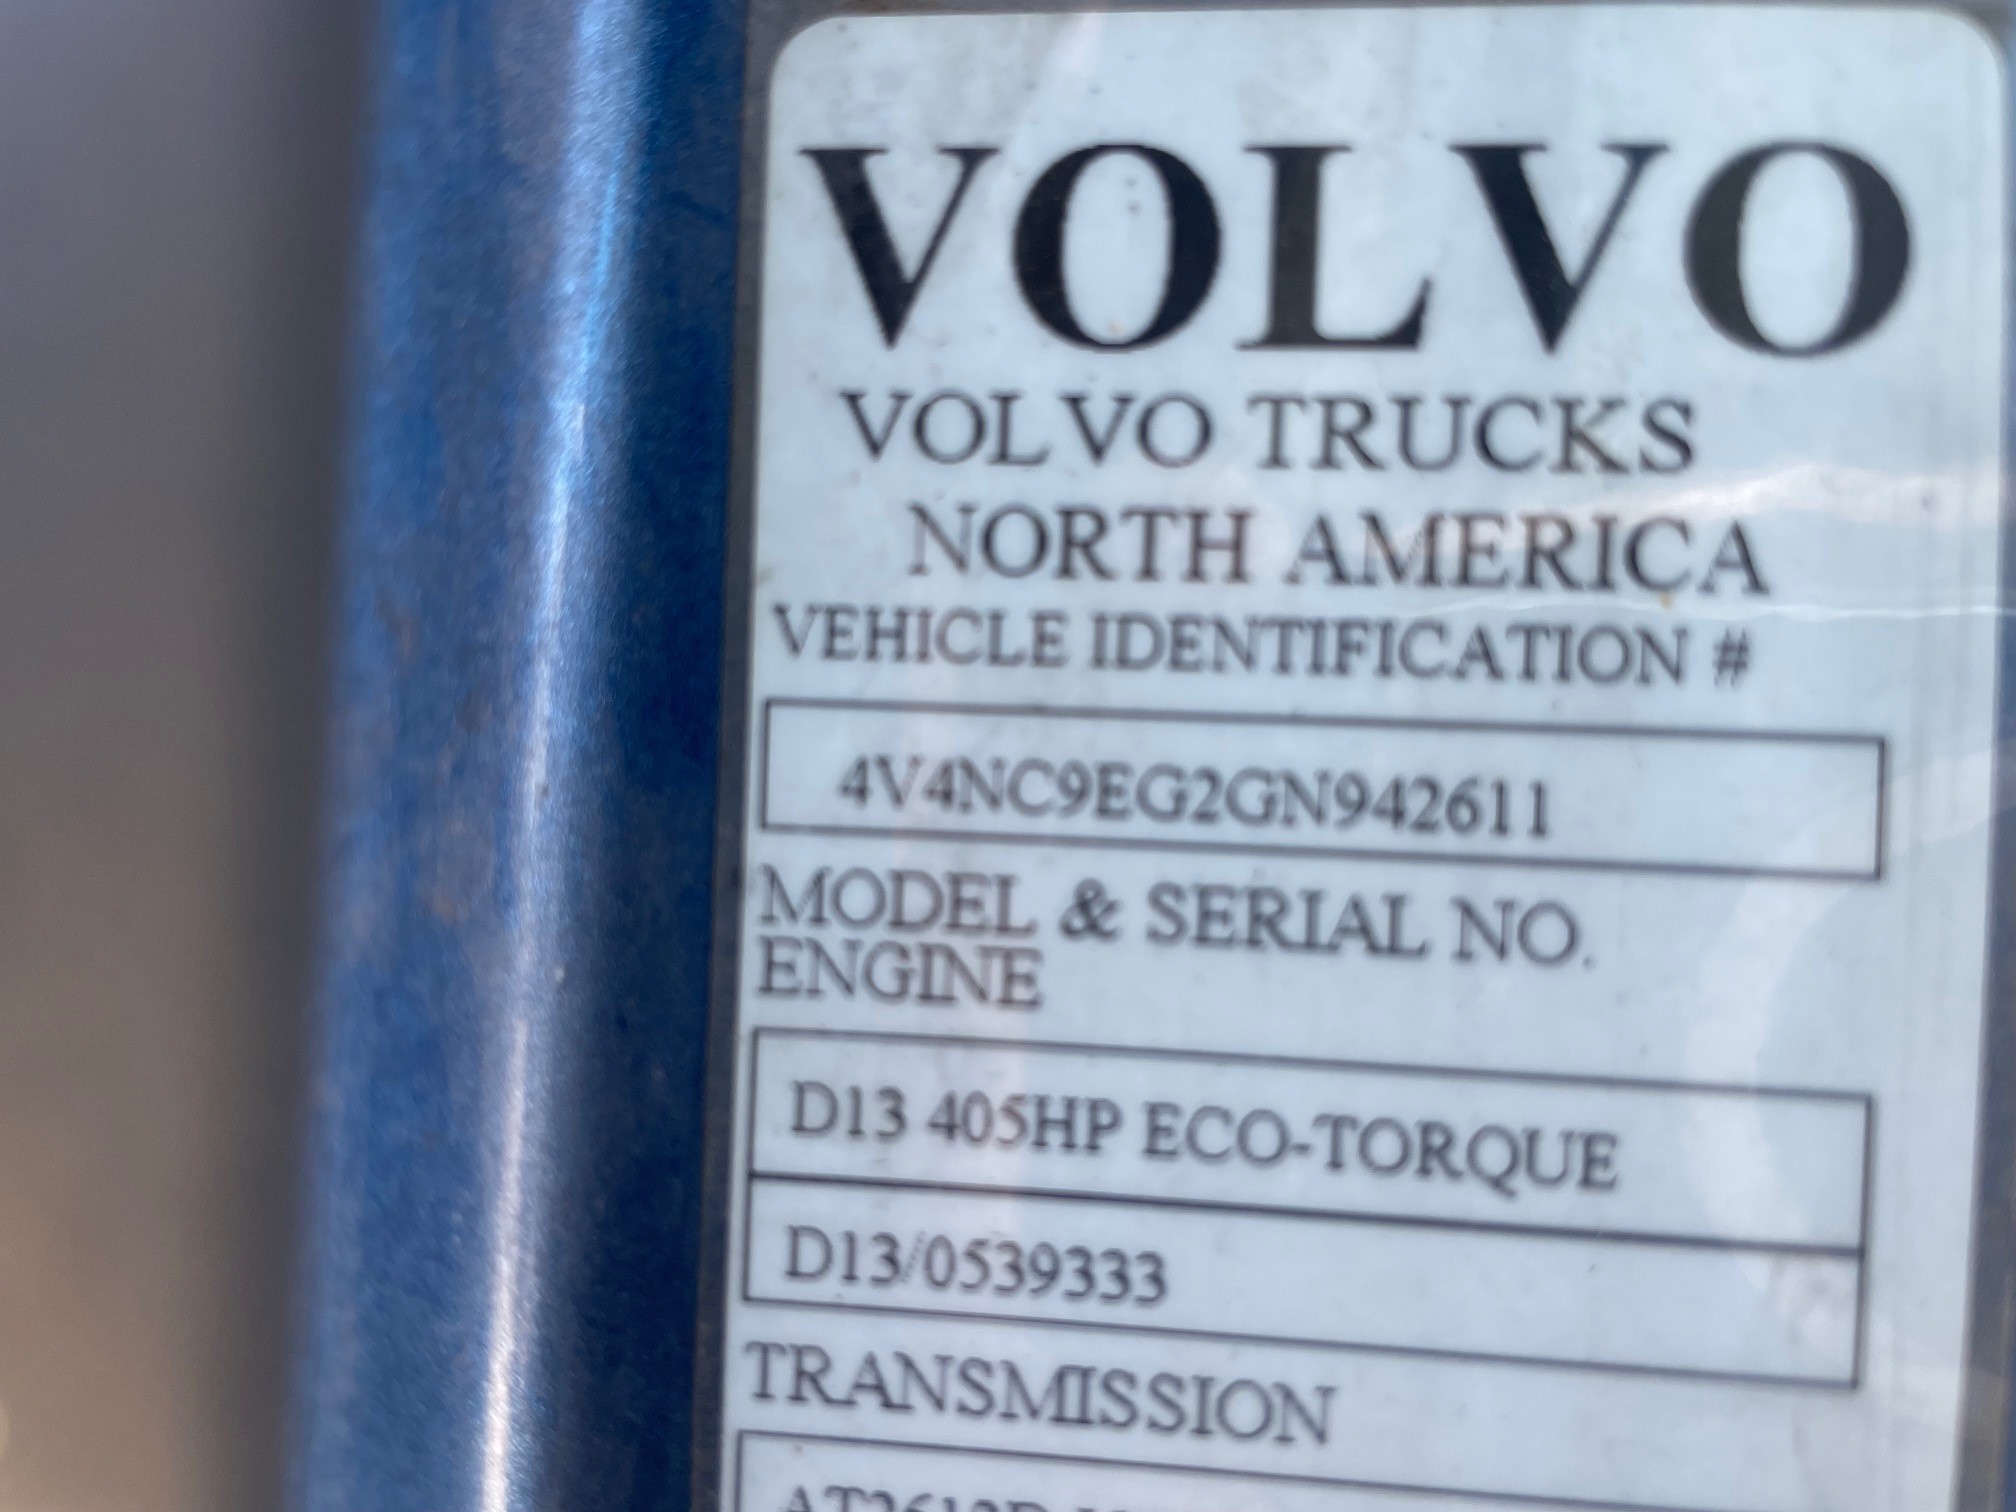 VOLVO
VOLVO TRUCKS
NORTH AMERICA
VEHICLE IDENTIFICATION #
4V4NC9EG2GN942611
MODEL & SERIAL NO.
ENGINE
D13 405HP ECO-TORQUE
D13/0539333
TRANSMISSION